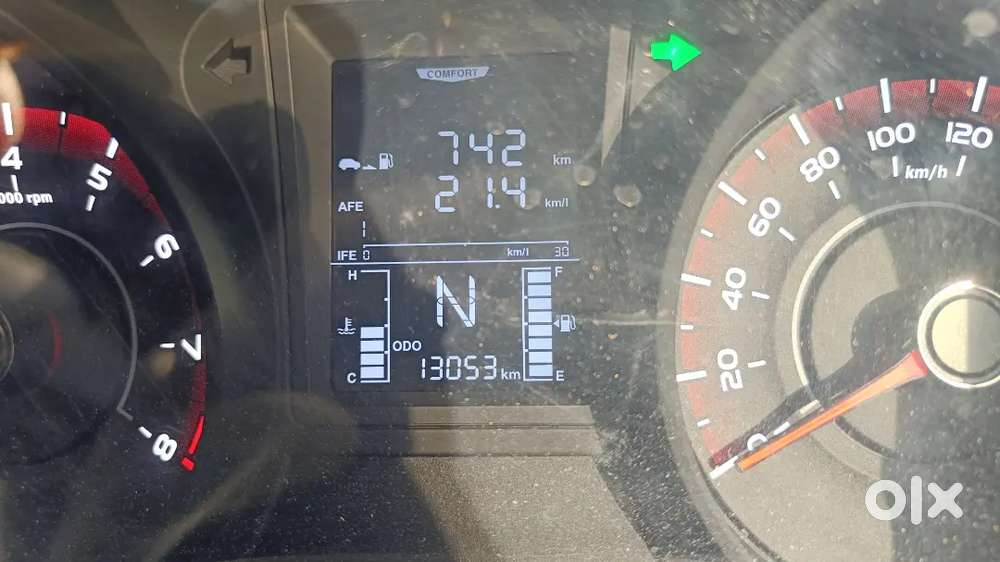 COMFORT
742 km
AFE 21.4 km/l
IFE 0 km/l 30
H N F
ODO
C 13053 km E
4 5 6 7 8
000 rpm
0 20 40 60 80 100 120
km/h
olx